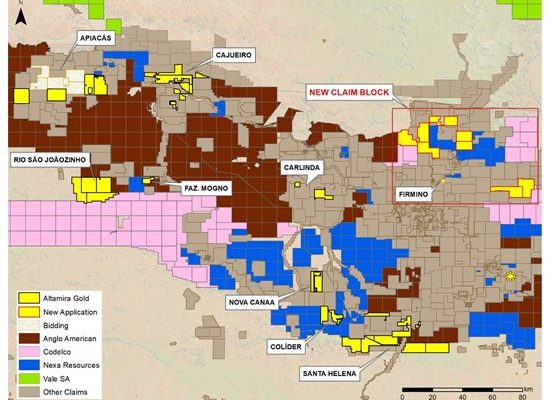 N
APIACÁS
CAJUEIRO
NEW CLAIM BLOCK
RIO SÃO JOÃOZINHO
FAZ. MOGNO
CARLINDA
FIRMINO
NOVA CANAA
COLÍDER
SANTA HELENA
Altamira Gold
New Application
Bidding
Anglo American
Codelco
Nexa Resources
Vale SA
Other Claims
km
0 20 40 60 80